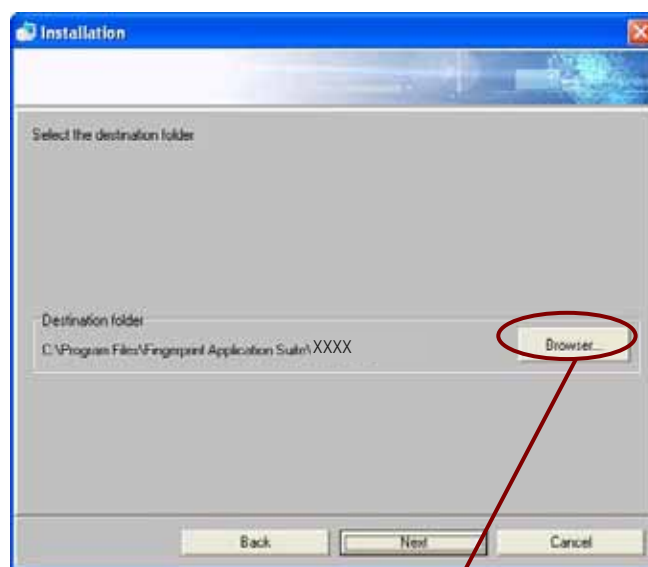 Installation
Select the destination folder
Destination folder
C:\Program Files\Fingerprint Application Suite\XXXX
Browser...
Back
Next
Cancel